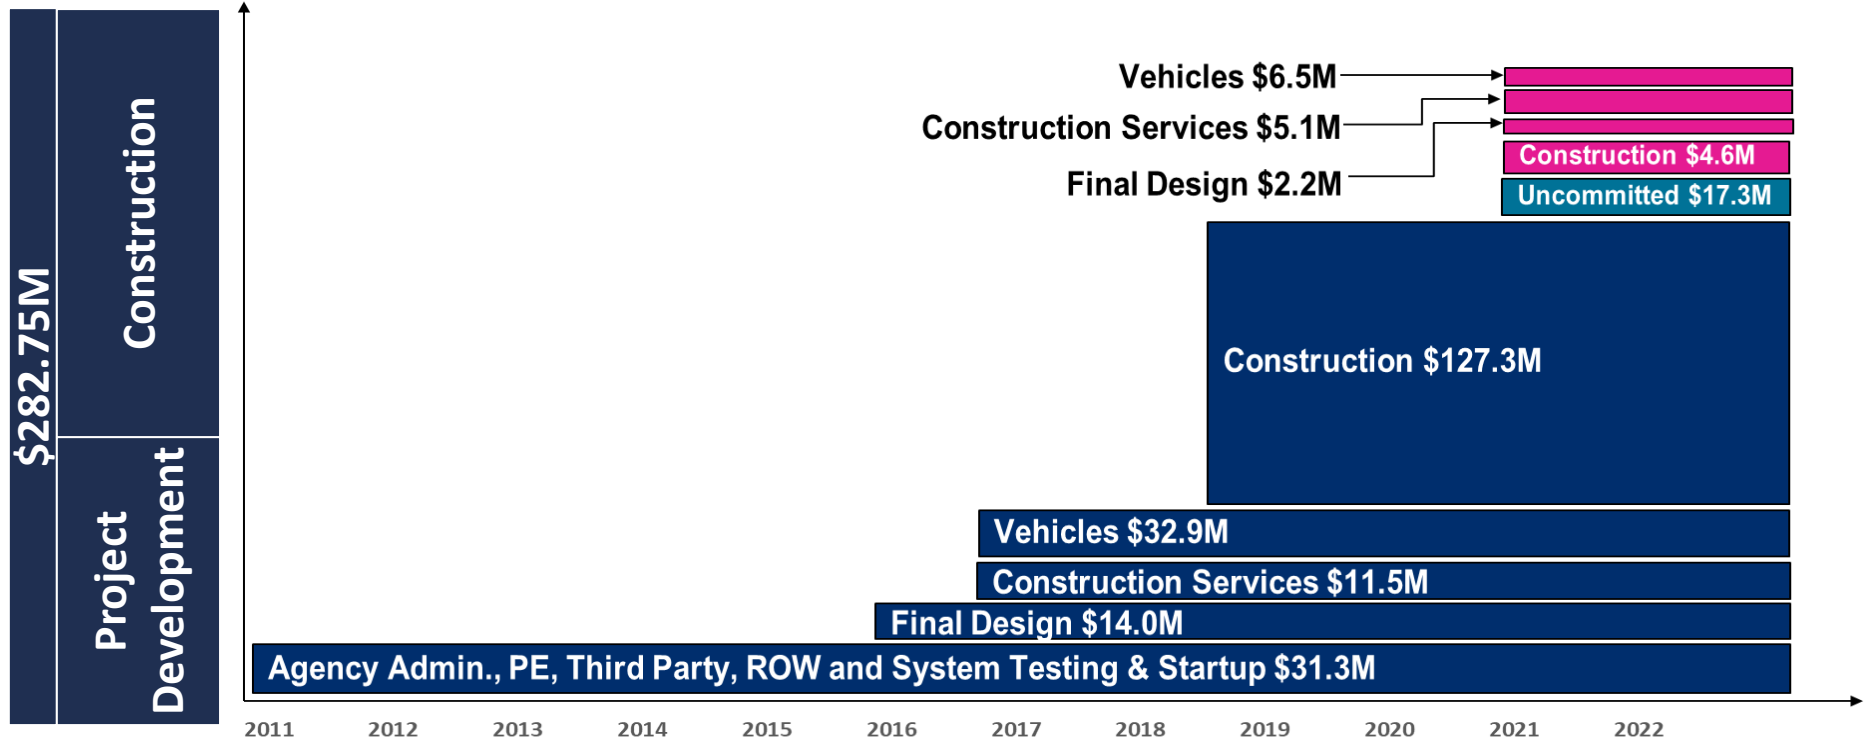 $282.75M
Construction
Project
Development
Vehicles $6.5M
Construction Services $5.1M
Final Design $2.2M
Construction $4.6M
Uncommitted $17.3M
Construction $127.3M
Vehicles $32.9M
Construction Services $11.5M
Final Design $14.0M
Agency Admin., PE, Third Party, ROW and System Testing & Startup $31.3M
2011 2012 2013 2014 2015 2016 2017 2018 2019 2020 2021 2022